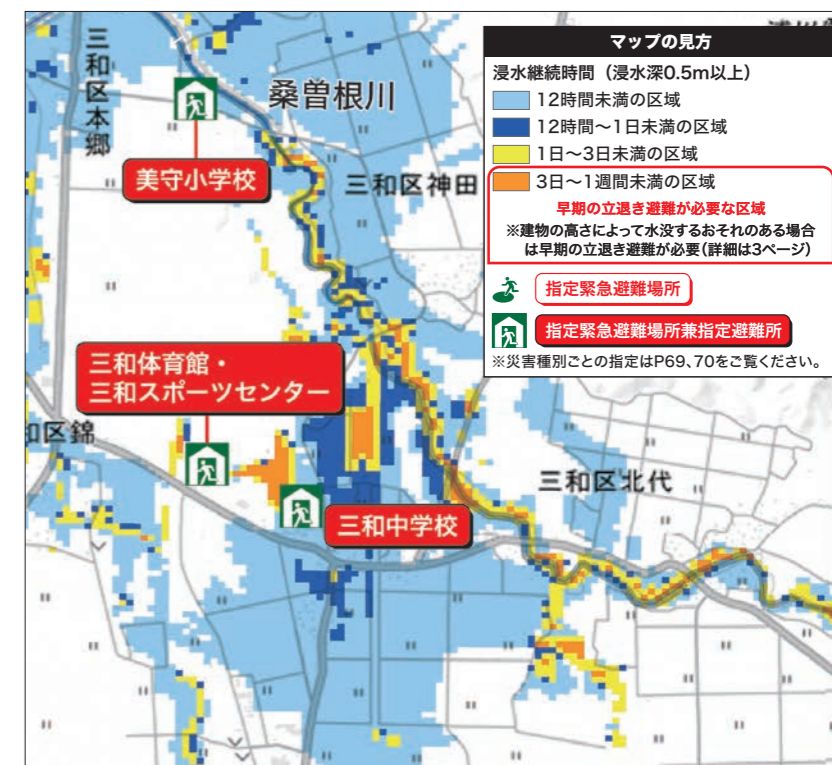 三和区本郷
美守小学校
桑曽根川
三和区神田
マップの見方
浸水継続時間（浸水深0.5m以上）
12時間未満の区域
12時間〜1日未満の区域
1日〜3日未満の区域
3日〜1週間未満の区域
早期の立退き避難が必要な区域
※建物の高さによって水没するおそれのある場合
は早期の立退き避難が必要（詳細は3ページ）
指定緊急避難場所
指定緊急避難場所兼指定避難所
※災害種別ごとの指定はP69、70をご覧ください。
三和体育館・
三和スポーツセンター
和区錦
三和区北代
三和中学校